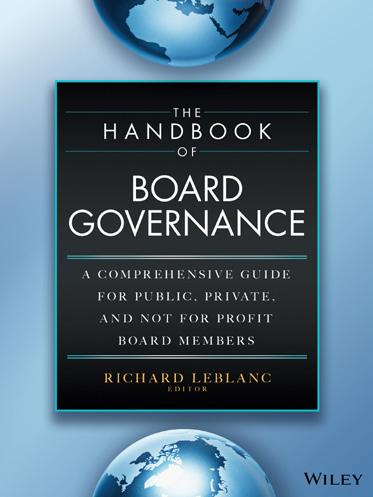 THE
HANDBOOK
OF
BOARD
GOVERNANCE
A COMPREHENSIVE GUIDE
FOR PUBLIC, PRIVATE,
AND NOT FOR PROFIT
BOARD MEMBERS
RICHARD LEBLANC
EDITOR
WILEY